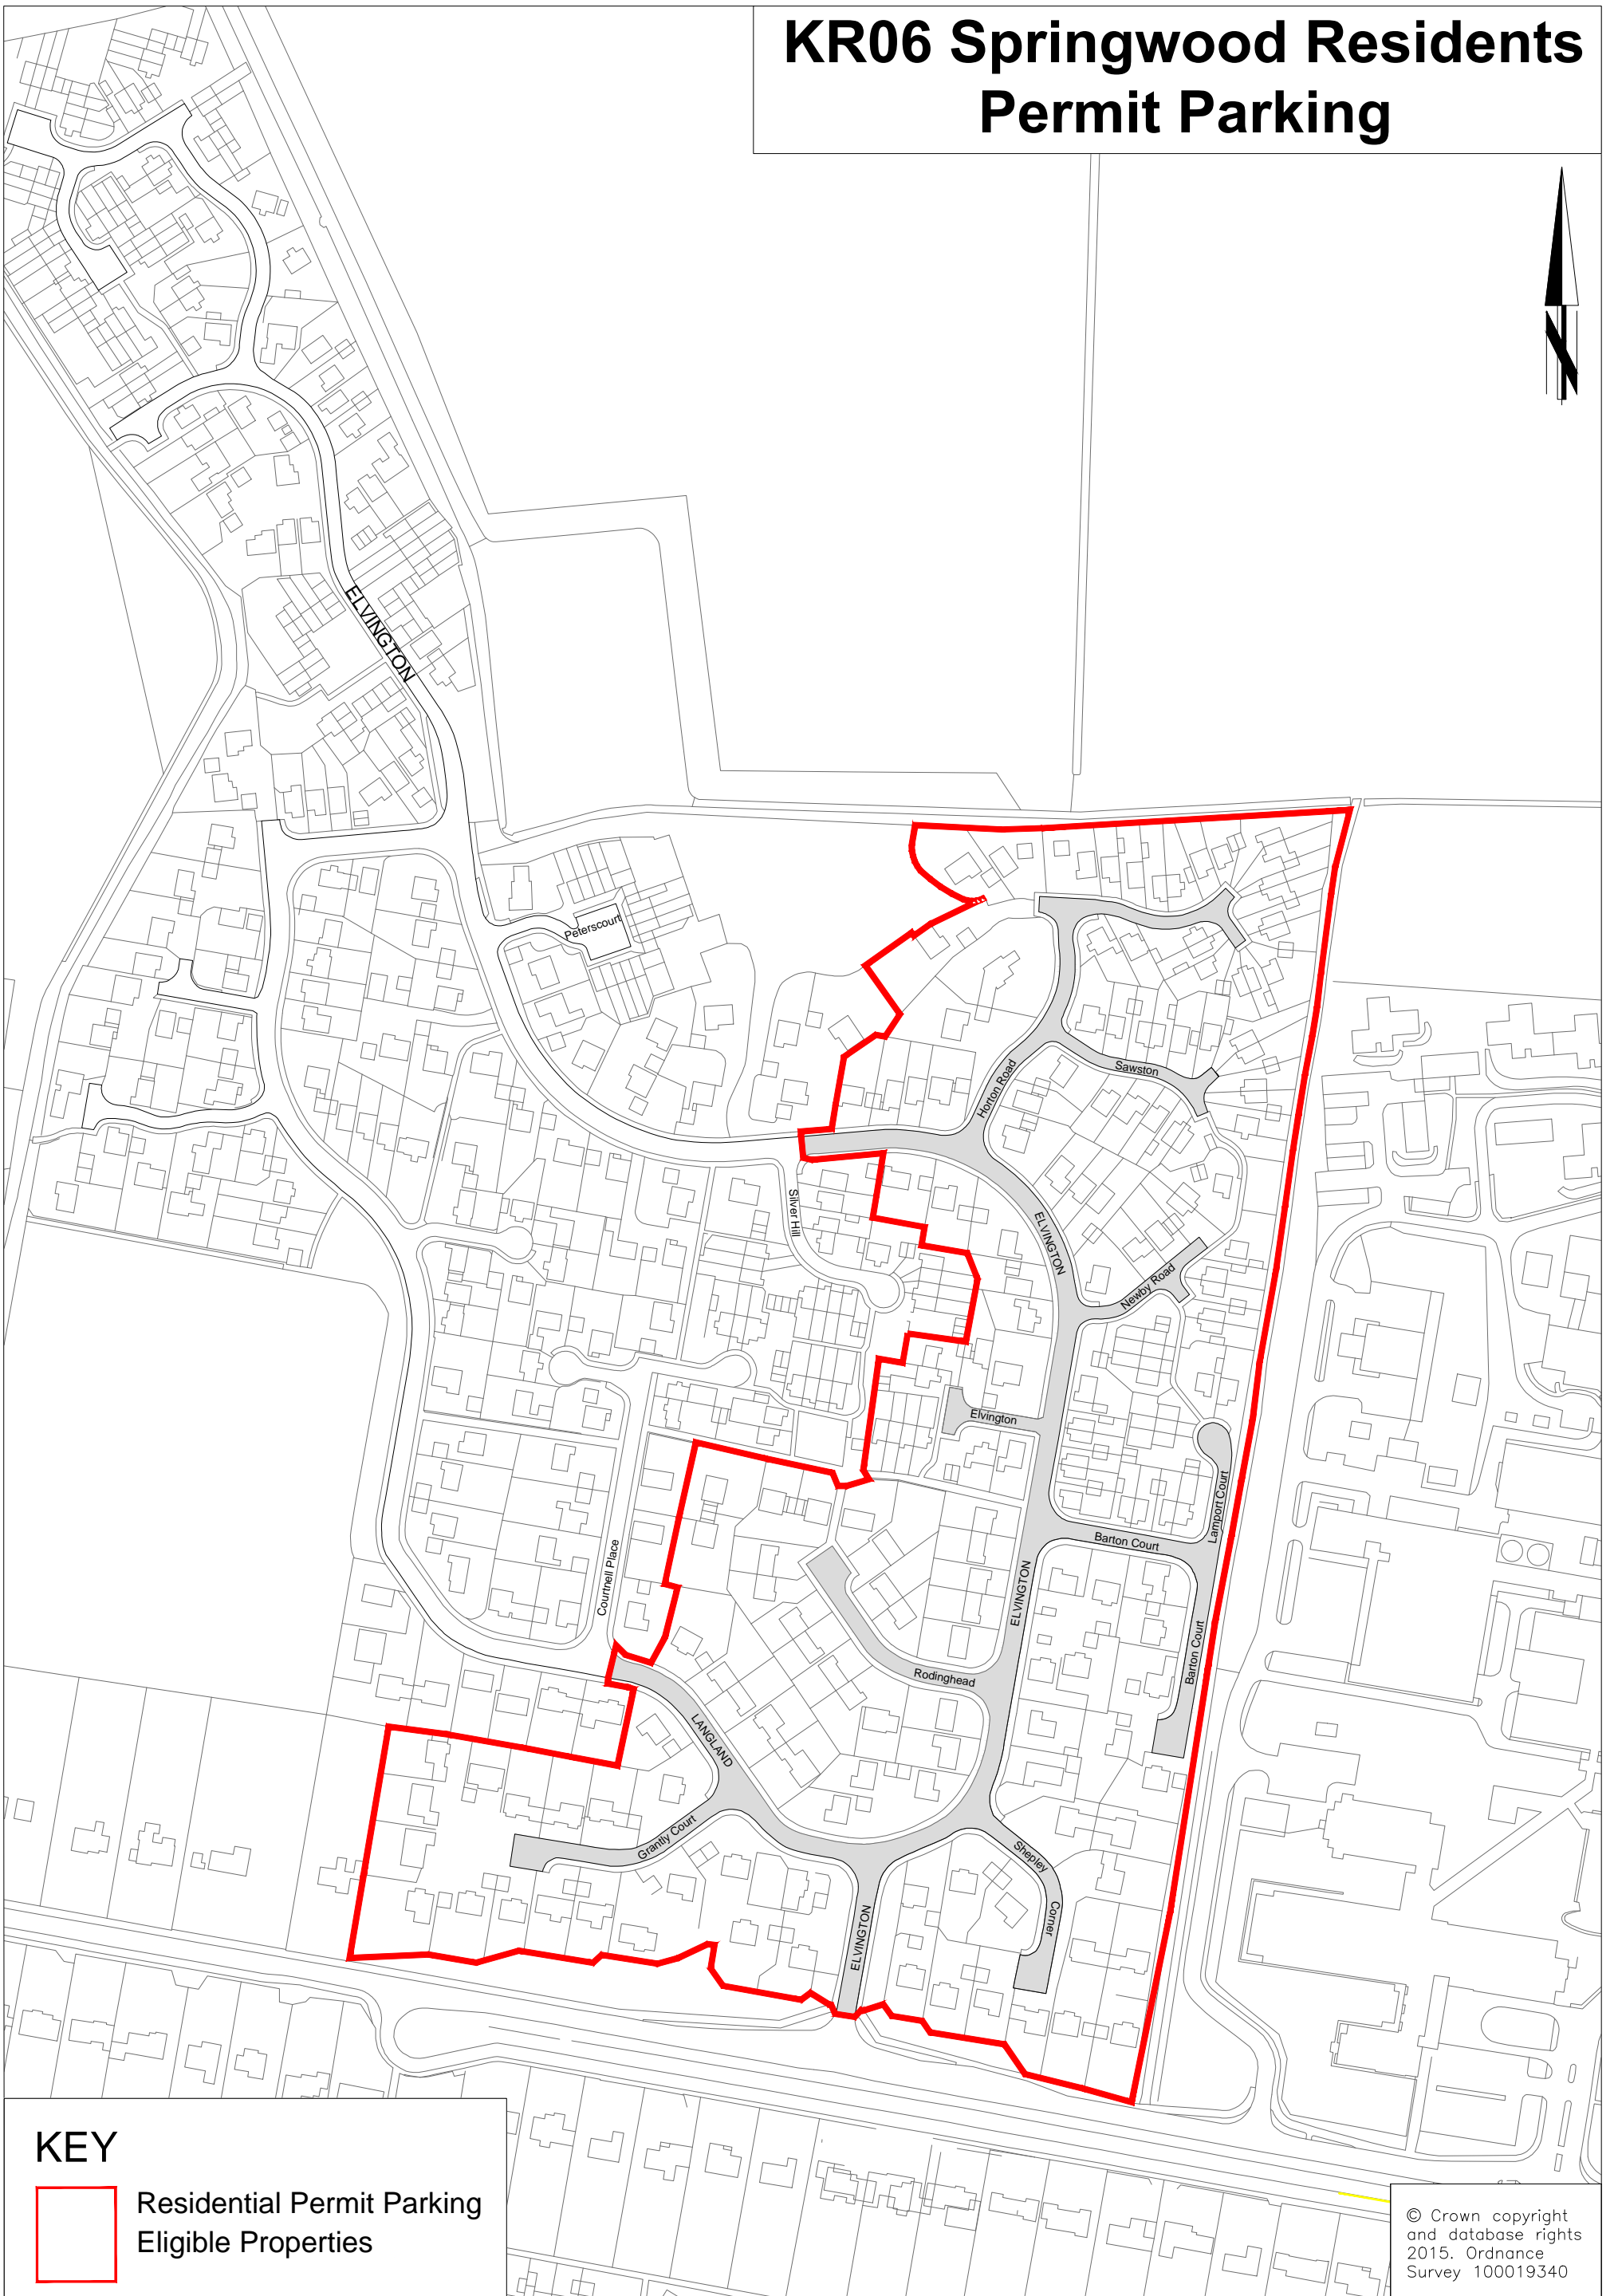 KR06 Springwood Residents
Permit Parking
N
ELVINGTON
Peterscourt
Sawston
Horton Road
Silver Hill
ELVINGTON
Newby Road
Elvington
Lamport Court
Barton Court
Courtnell Place
ELVINGTON
Barton Court
Rodinghead
LANGLAND
Grantly Court
Shepley
Corner
ELVINGTON
KEY
Residential Permit Parking
Eligible Properties
© Crown copyright
and database rights
2015. Ordnance
Survey 100019340